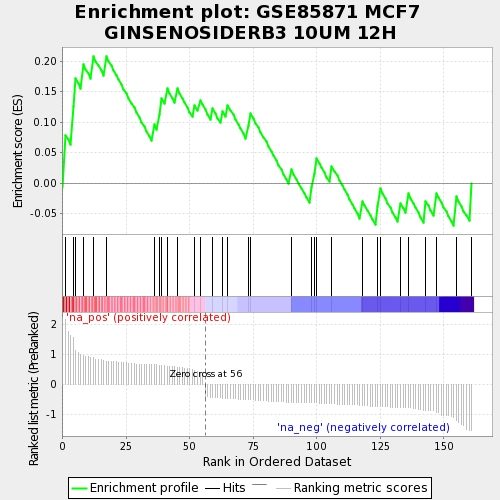 Enrichment plot: GSE85871 MCF7
GINSENOSIDERB3 10UM 12H
Enrichment score (ES)
0.20
0.15
0.10
0.05
0.00
-0.05
Ranked list metric (PreRanked)
2
1
0
-1
'na_pos' (positively correlated)
Zero cross at 56
'na_neg' (negatively correlated)
0
25
50
75
100
125
150
Rank in Ordered Dataset
Enrichment profile
Hits
Ranking metric scores